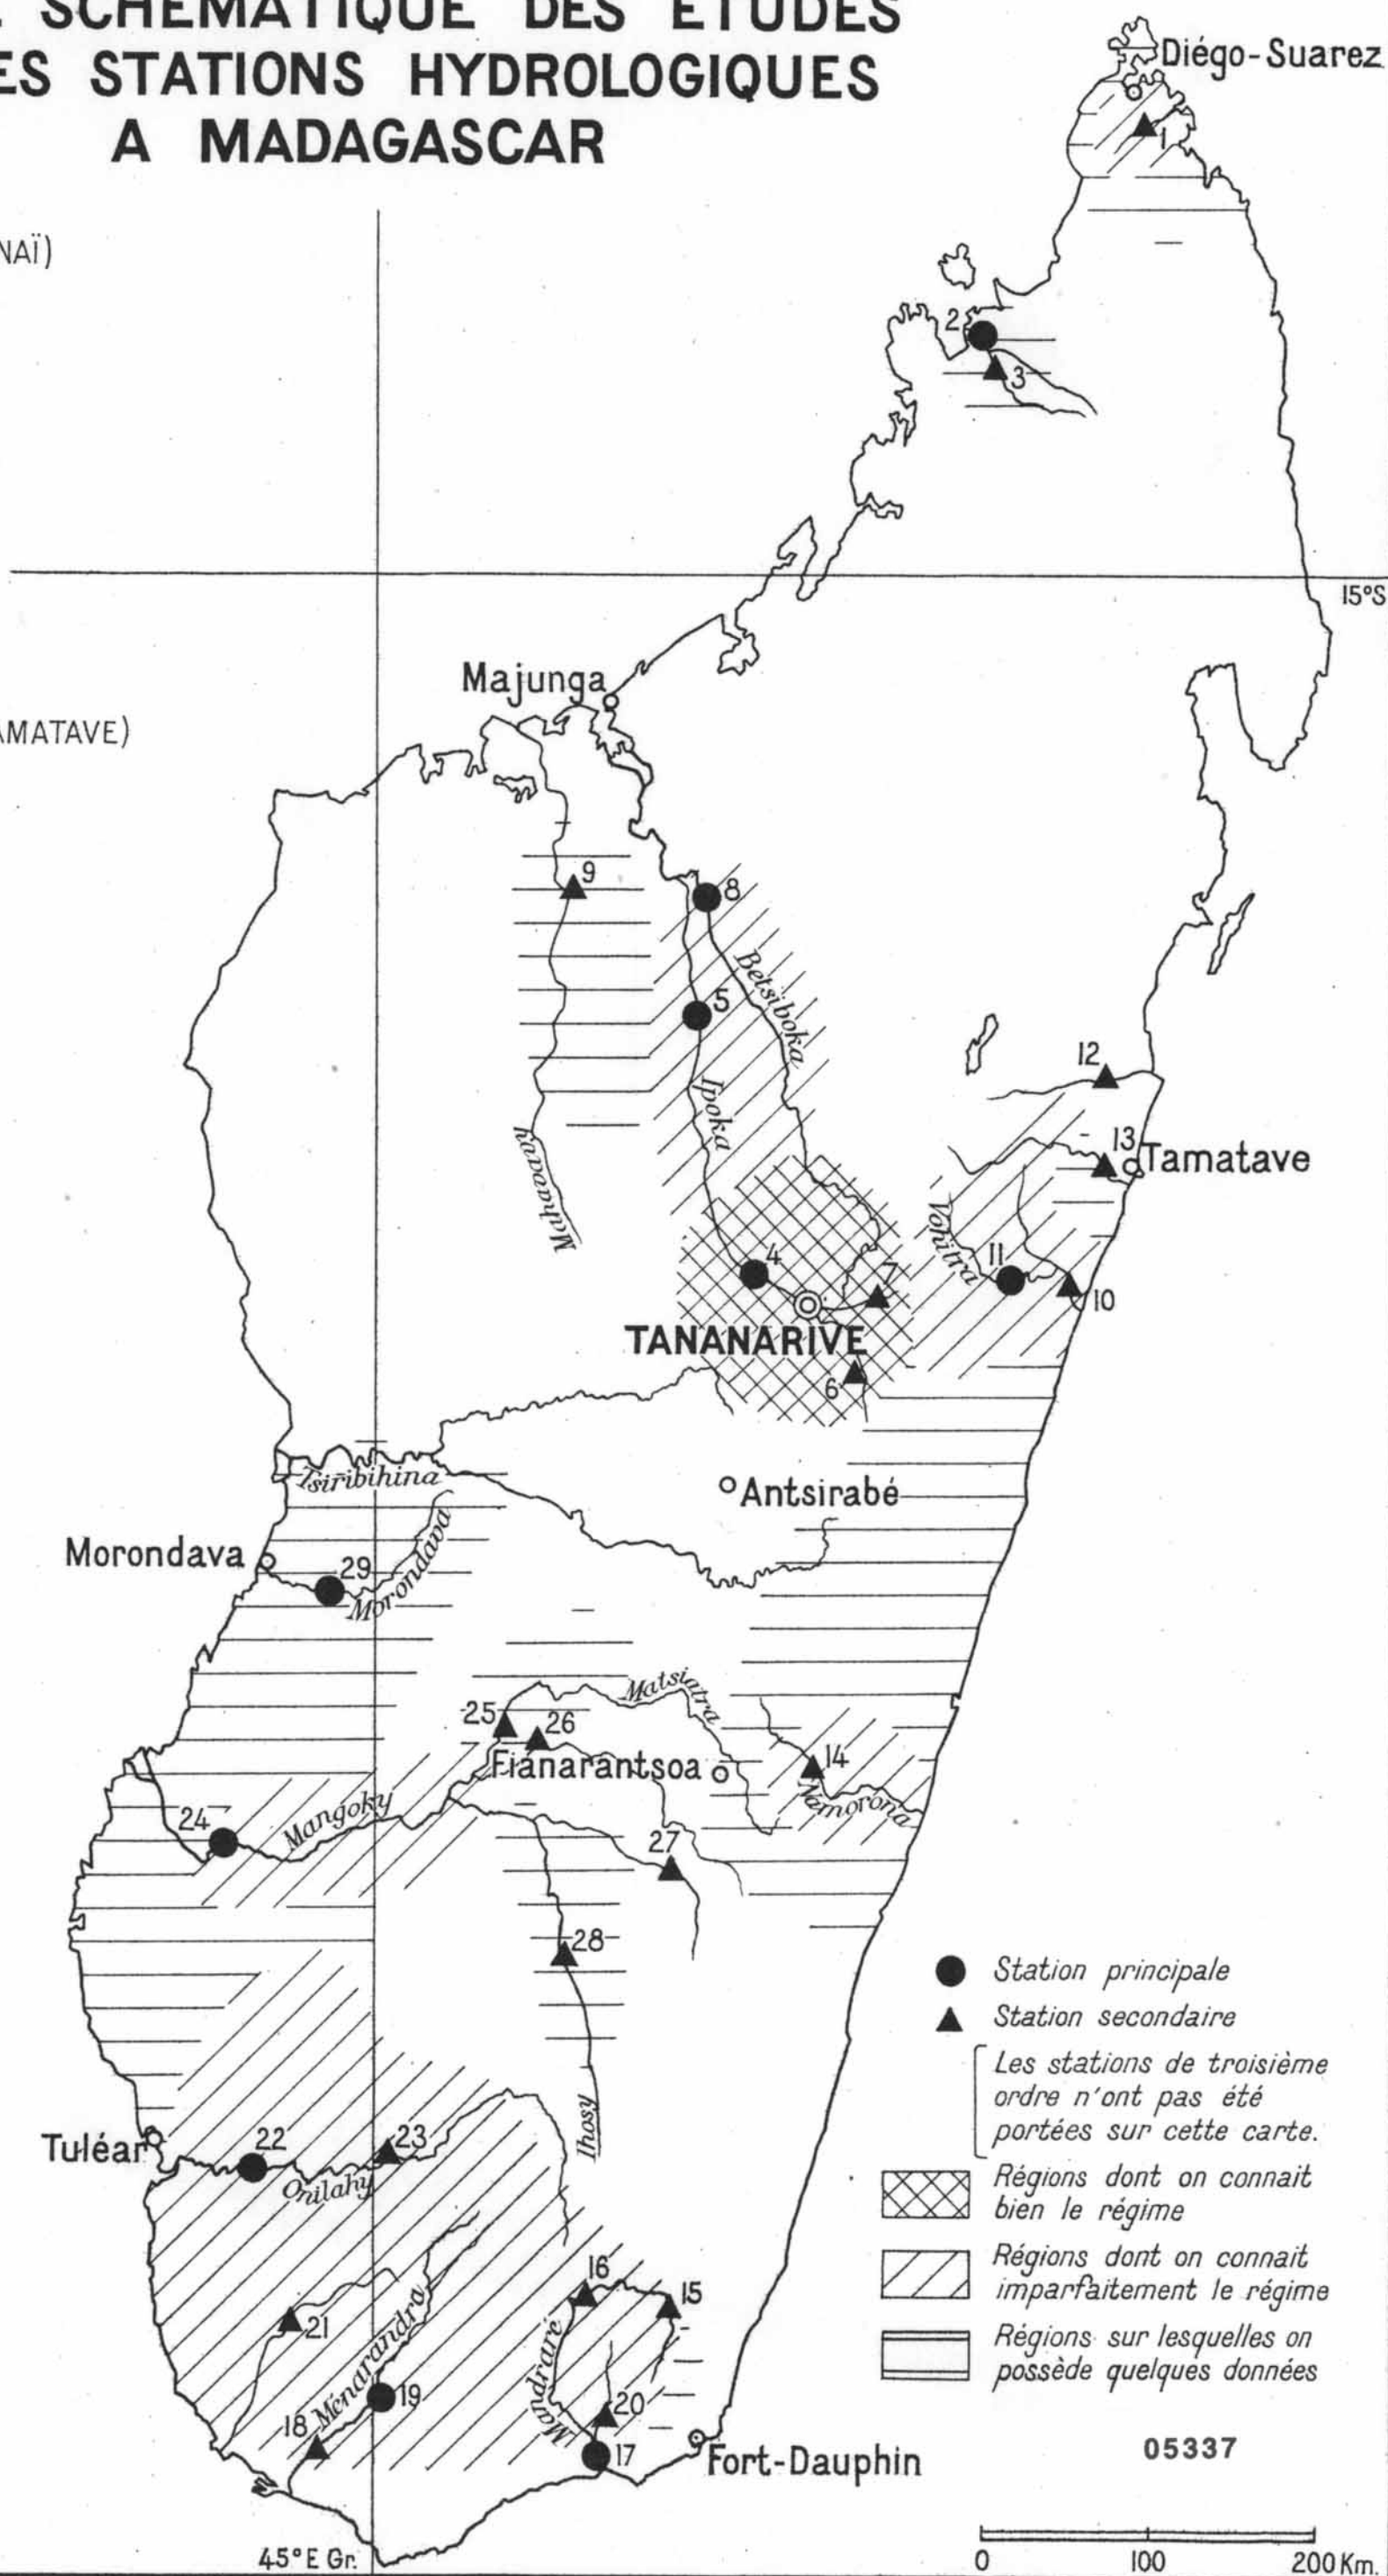 SCHÉMATIQUE DES ÉTUDES
ES STATIONS HYDROLOGIQUES
A MADAGASCAR
Diégo-Suarez
1
NAÏ)
2
3
15°S
Majunga
AMATAVE)
9
8
Betsiboka
5
12
Ipoka
13
Tamatave
Mahavavy
Vohitra
4
7
11
10
TANANARIVE
6
Tsiribihina
Antsirabé
Morondava
29
Morondava
Matsiatra
25
26
14
Fianarantsoa
Namorona
24
Mangoky
27
28
Station principale
Station secondaire
Les stations de troisième
ordre n'ont pas été
portées sur cette carte.
Ihosy
Tuléar
22
23
Onilahy
Régions dont on connait
bien le régime
Régions dont on connait
imparfaitement le régime
16
15
21
Ménarandra
Mandraré
Régions sur lesquelles on
possède quelques données
19
20
18
17
Fort-Dauphin
05337
45° E Gr.
0 100 200 Km.